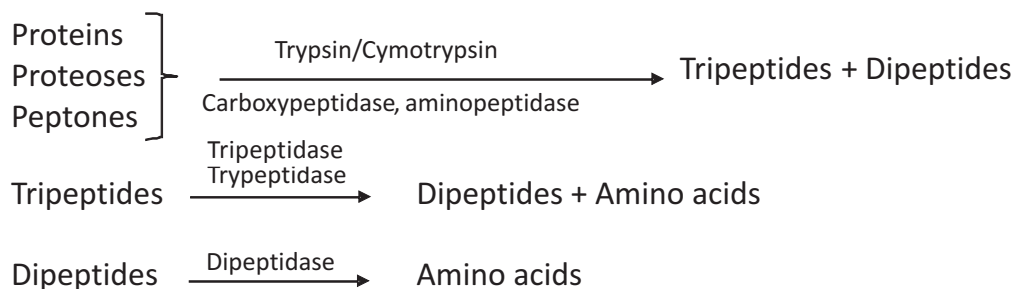 Proteins
Proteoses
Peptones
Trypsin/Cymotrypsin
Carboxypeptidase, aminopeptidase
Tripeptides + Dipeptides
Tripeptides
Tripeptidase
Trypeptidase
Dipeptides + Amino acids
Dipeptides
Dipeptidase
Amino acids